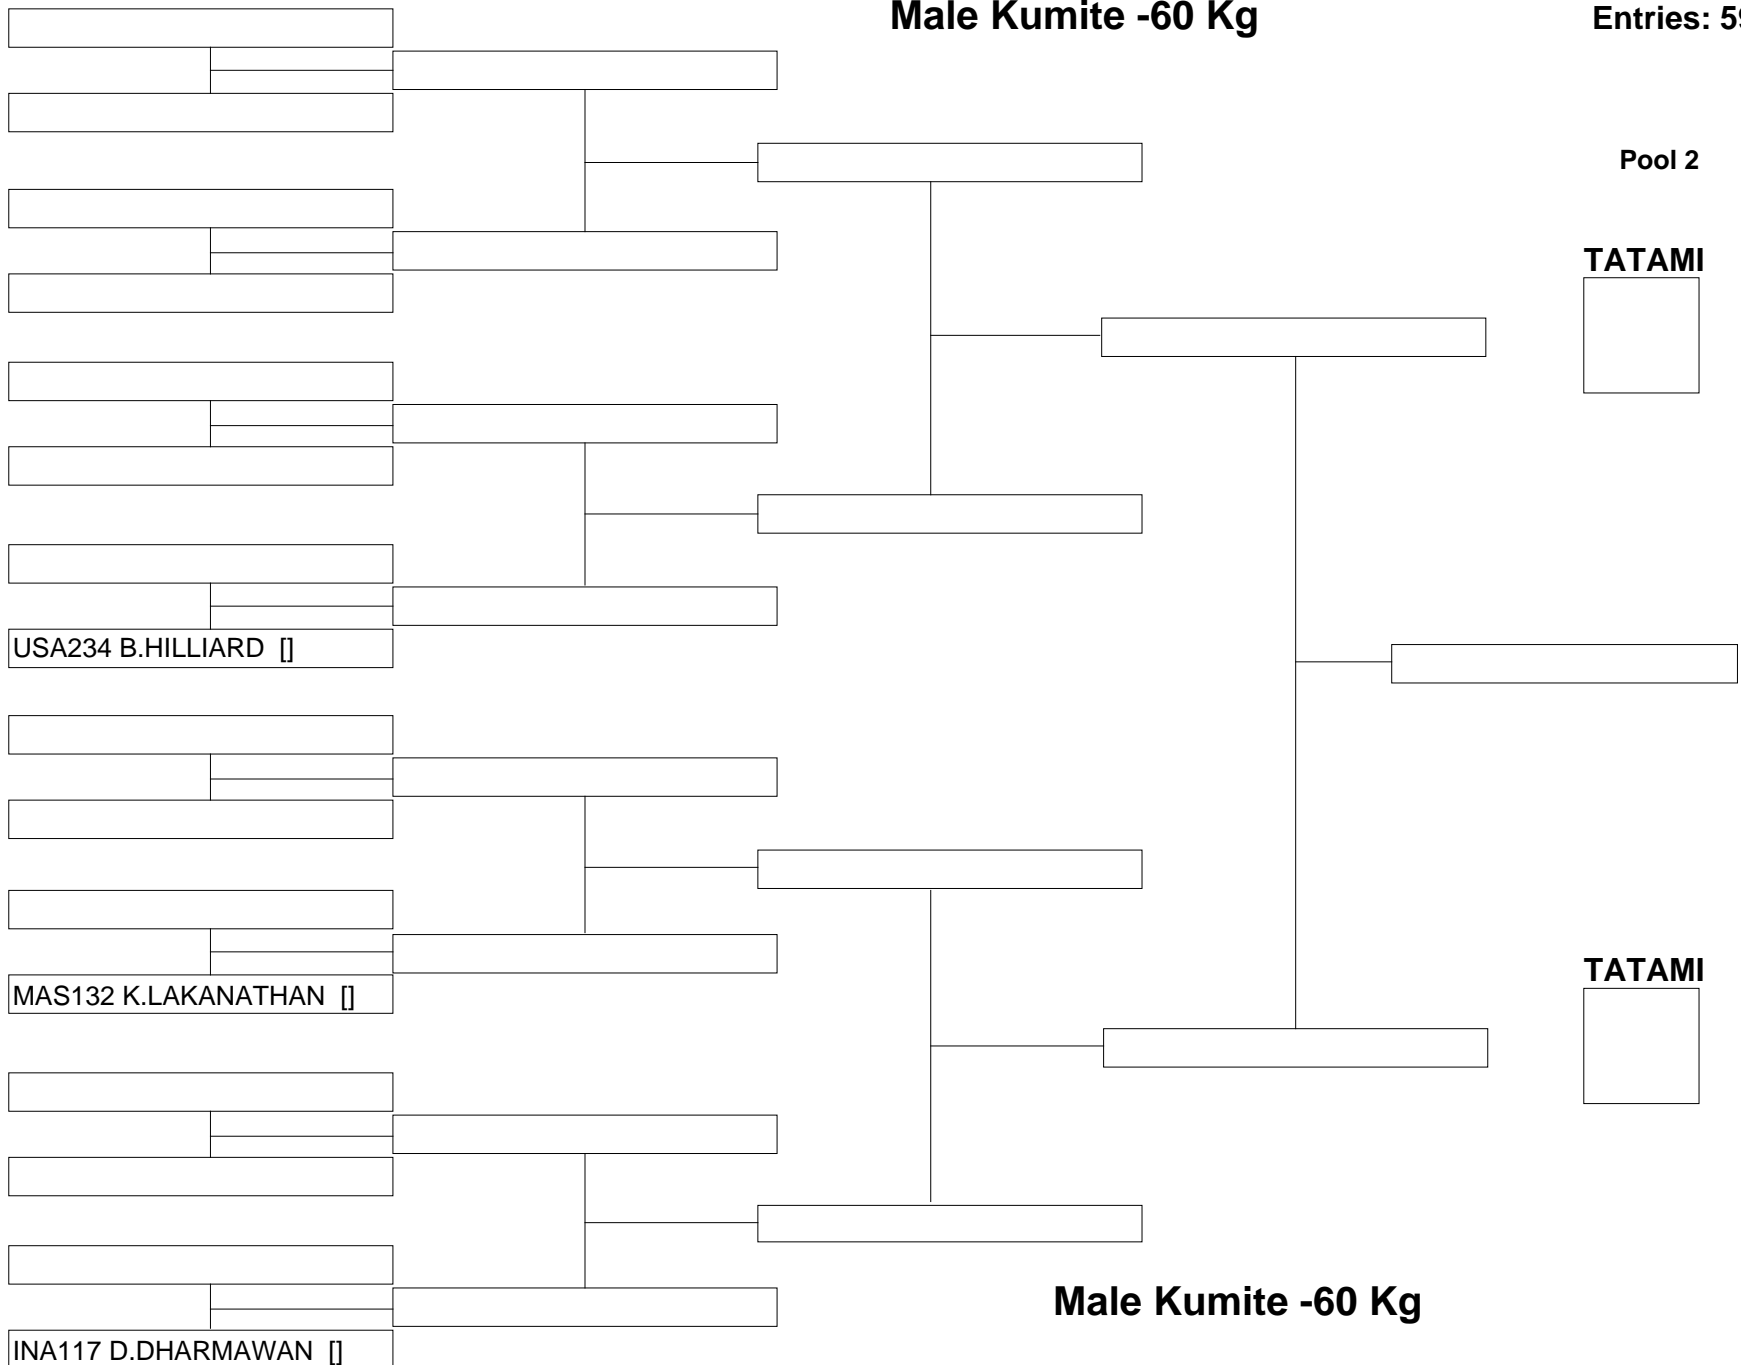 Male Kumite -60 Kg
Entries: 59
Pool 2
TATAMI
USA234 B.HILLIARD []
MAS132 K.LAKANATHAN []
TATAMI
Male Kumite -60 Kg
INA117 D.DHARMAWAN []